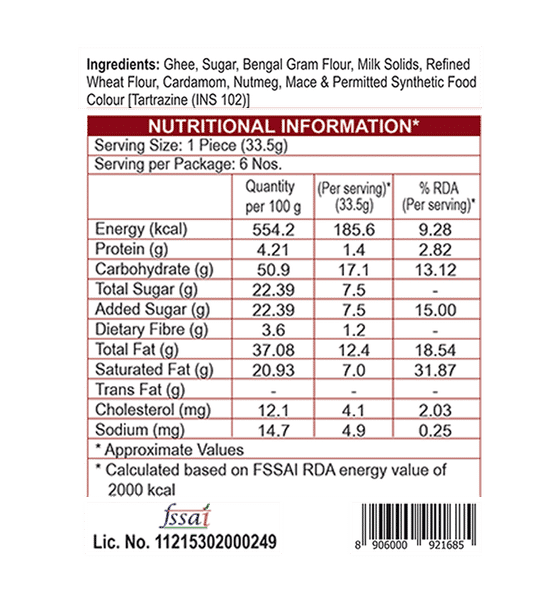 Ingredients: Ghee, Sugar, Bengal Gram Flour, Milk Solids, Refined
Wheat Flour, Cardamom, Nutmeg, Mace & Permitted Synthetic Food
Colour [Tartrazine (INS 102)]
NUTRITIONAL INFORMATION*
Serving Size: 1 Piece (33.5g)
Serving per Package: 6 Nos.
Quantity per 100 g (Per serving)* (33.5g) % RDA (Per serving)*
Energy (kcal) 554.2 185.6 9.28
Protein (g) 4.21 1.4 2.82
Carbohydrate (g) 50.9 17.1 13.12
Total Sugar (g) 22.39 7.5 -
Added Sugar (g) 22.39 7.5 15.00
Dietary Fibre (g) 3.6 1.2 -
Total Fat (g) 37.08 12.4 18.54
Saturated Fat (g) 20.93 7.0 31.87
Trans Fat (g) - - -
Cholesterol (mg) 12.1 4.1 2.03
Sodium (mg) 14.7 4.9 0.25
* Approximate Values
* Calculated based on FSSAI RDA energy value of
2000 kcal
fssai
Lic. No. 11215302000249
8 906000 921685